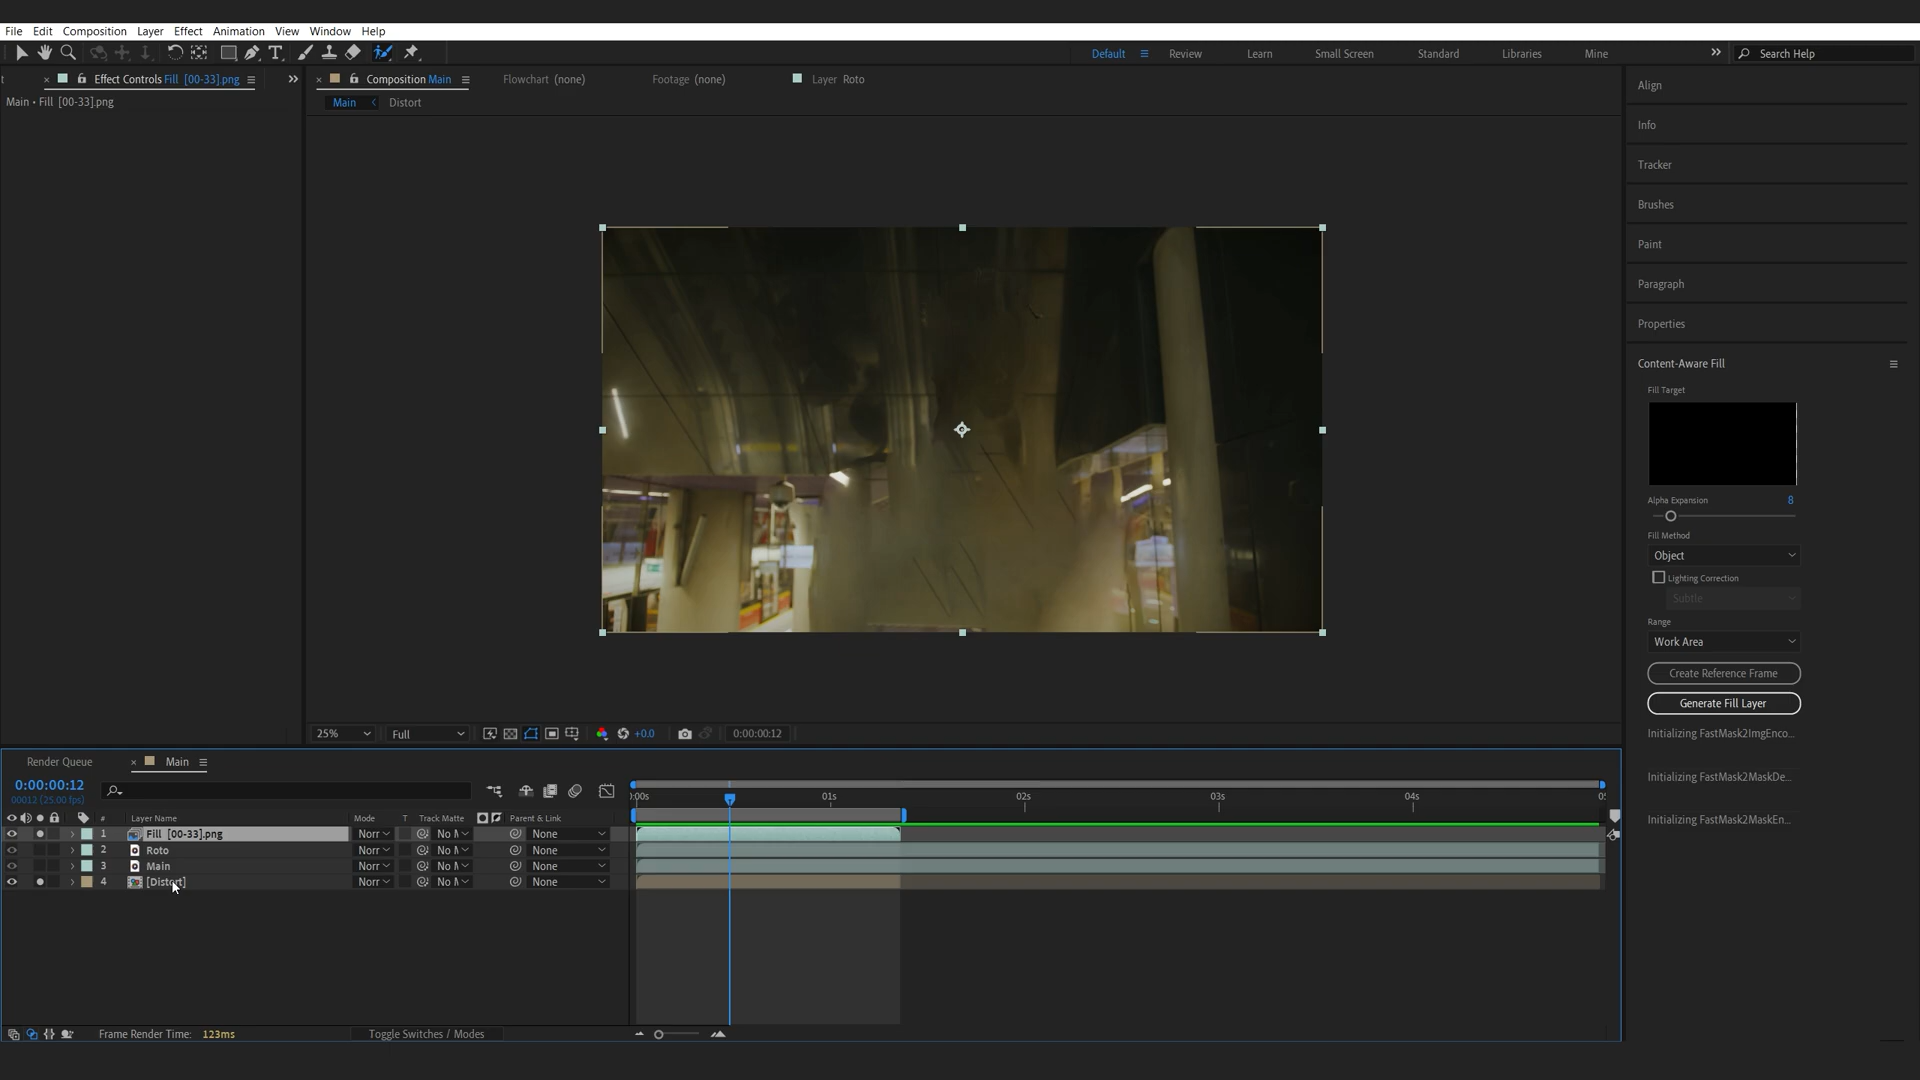 File Edit Composition Layer Effect Animation View Window Help
Default Review Learn Small Screen Standard Libraries Mine Search Help
Effect Controls Fill [00-33].png
Composition Main
Flowchart (none)
Footage (none)
Layer Roto
Main • Fill [00-33].png
Main Distort
Align
Info
Tracker
Brushes
Paint
Paragraph
Properties
Content-Aware Fill
Fill Target
Alpha Expansion 8
Fill Method
Object
Lighting Correction
Subtle
Range
Work Area
Create Reference Frame
Generate Fill Layer
Initializing FastMask2ImgEnco...
Initializing FastMask2MaskDe...
Initializing FastMask2MaskEn...
25% Full +0.0 0:00:00:12
Render Queue Main
0:00:00:12
00012 (25.00 fps)
:00s 01s 02s 03s 04s
# Layer Name Mode T Track Matte Parent & Link
1 Fill [00-33].png Norr No None
2 Roto Norr No None
3 Main Norr No None
4 [Distort] Norr No None
Frame Render Time: 123ms Toggle Switches / Modes